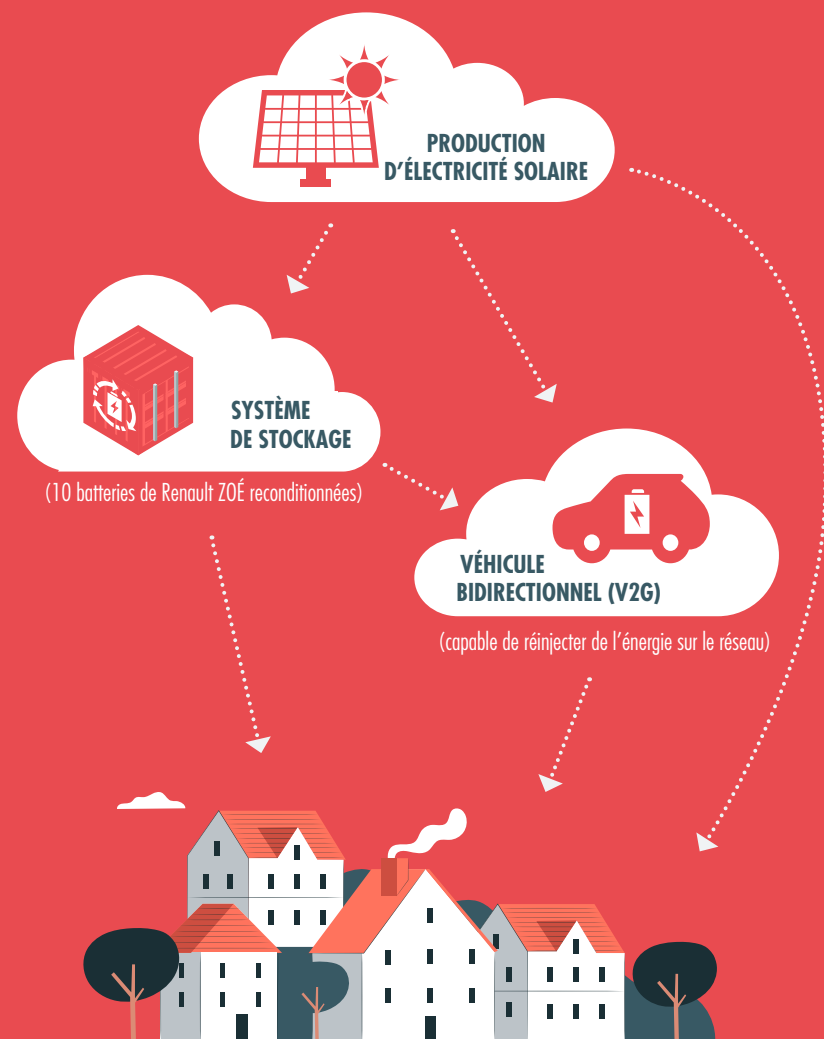 PRODUCTION
D'ÉLECTRICITÉ SOLAIRE
SYSTÈME
DE STOCKAGE
(10 batteries de Renault ZOÉ reconditionnées)
VÉHICULE
BIDIRECTIONNEL (V2G)
(capable de réinjecter de l'énergie sur le réseau)